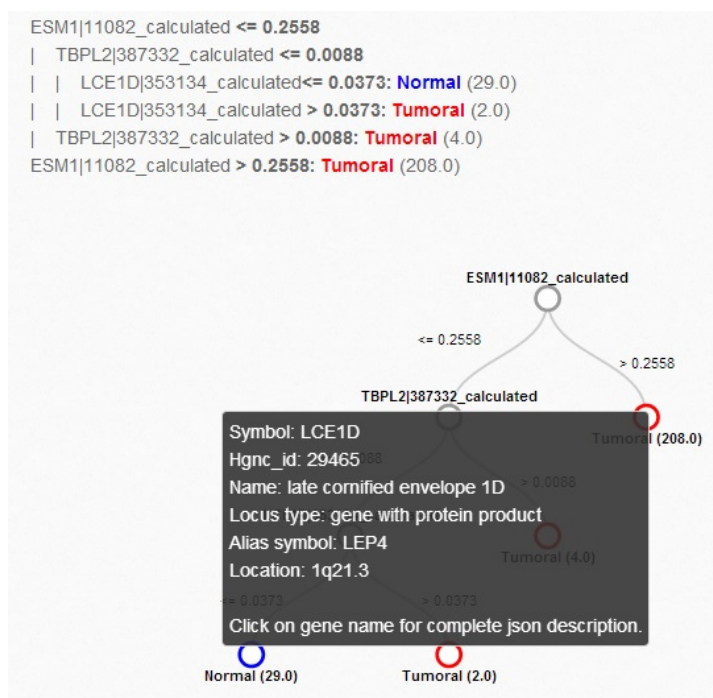 ESM1|11082_calculated <= 0.2558
| TBPL2|387332_calculated <= 0.0088
| | LCE1D|353134_calculated<= 0.0373: Normal (29.0)
| | LCE1D|353134_calculated > 0.0373: Tumoral (2.0)
| TBPL2|387332_calculated > 0.0088: Tumoral (4.0)
ESM1|11082_calculated > 0.2558: Tumoral (208.0)
ESM1|11082_calculated
<= 0.2558
> 0.2558
TBPL2|387332_calculated
Tumoral (208.0)
Symbol: LCE1D
Hgnc_id: 29465
Name: late cornified envelope 1D
> 0.0088
Locus type: gene with protein product
Alias symbol: LEP4
Tumoral (4.0)
Location: 1q21.3
<= 0.0373
> 0.0373
Click on gene name for complete json description.
Normal (29.0)
Tumoral (2.0)